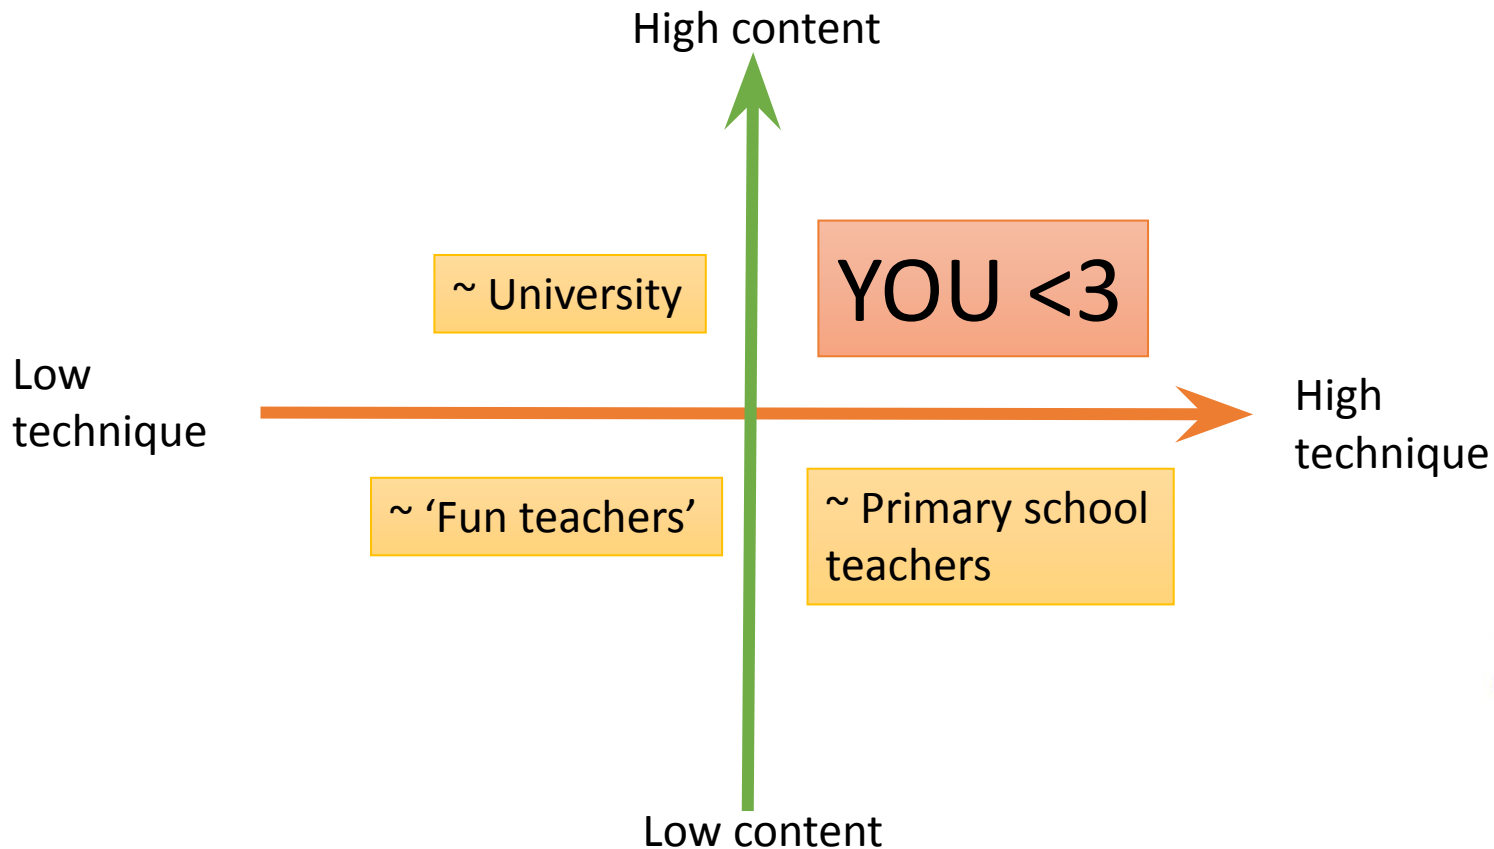 High content
~ University
YOU <3
Low
technique
High
technique
~ ‘Fun teachers’
~ Primary school
teachers
Low content